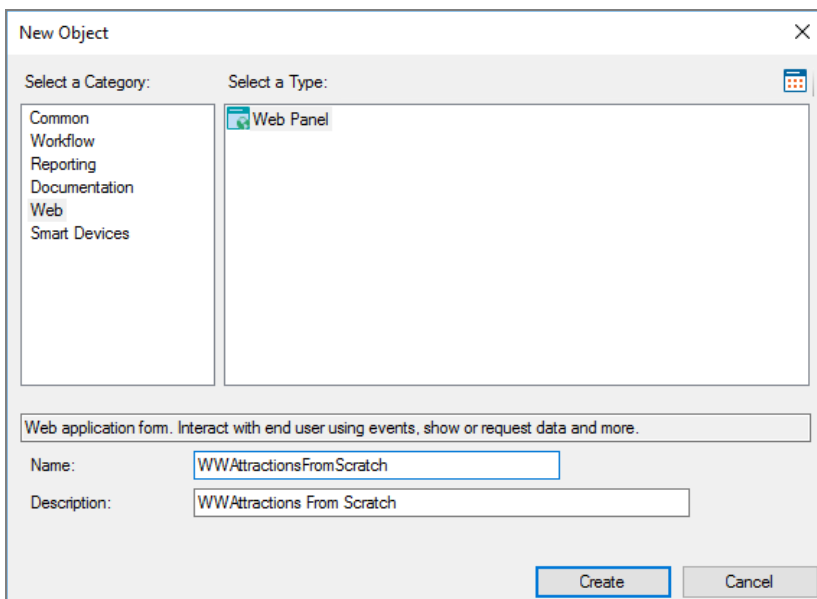 New Object
Select a Category:
Select a Type:
Common
Workflow
Reporting
Documentation
Web
Smart Devices
Web Panel
Web application form. Interact with end user using events, show or request data and more.
Name:
WWAttractionsFromScratch
Description:
WWAttractions From Scratch
Create
Cancel